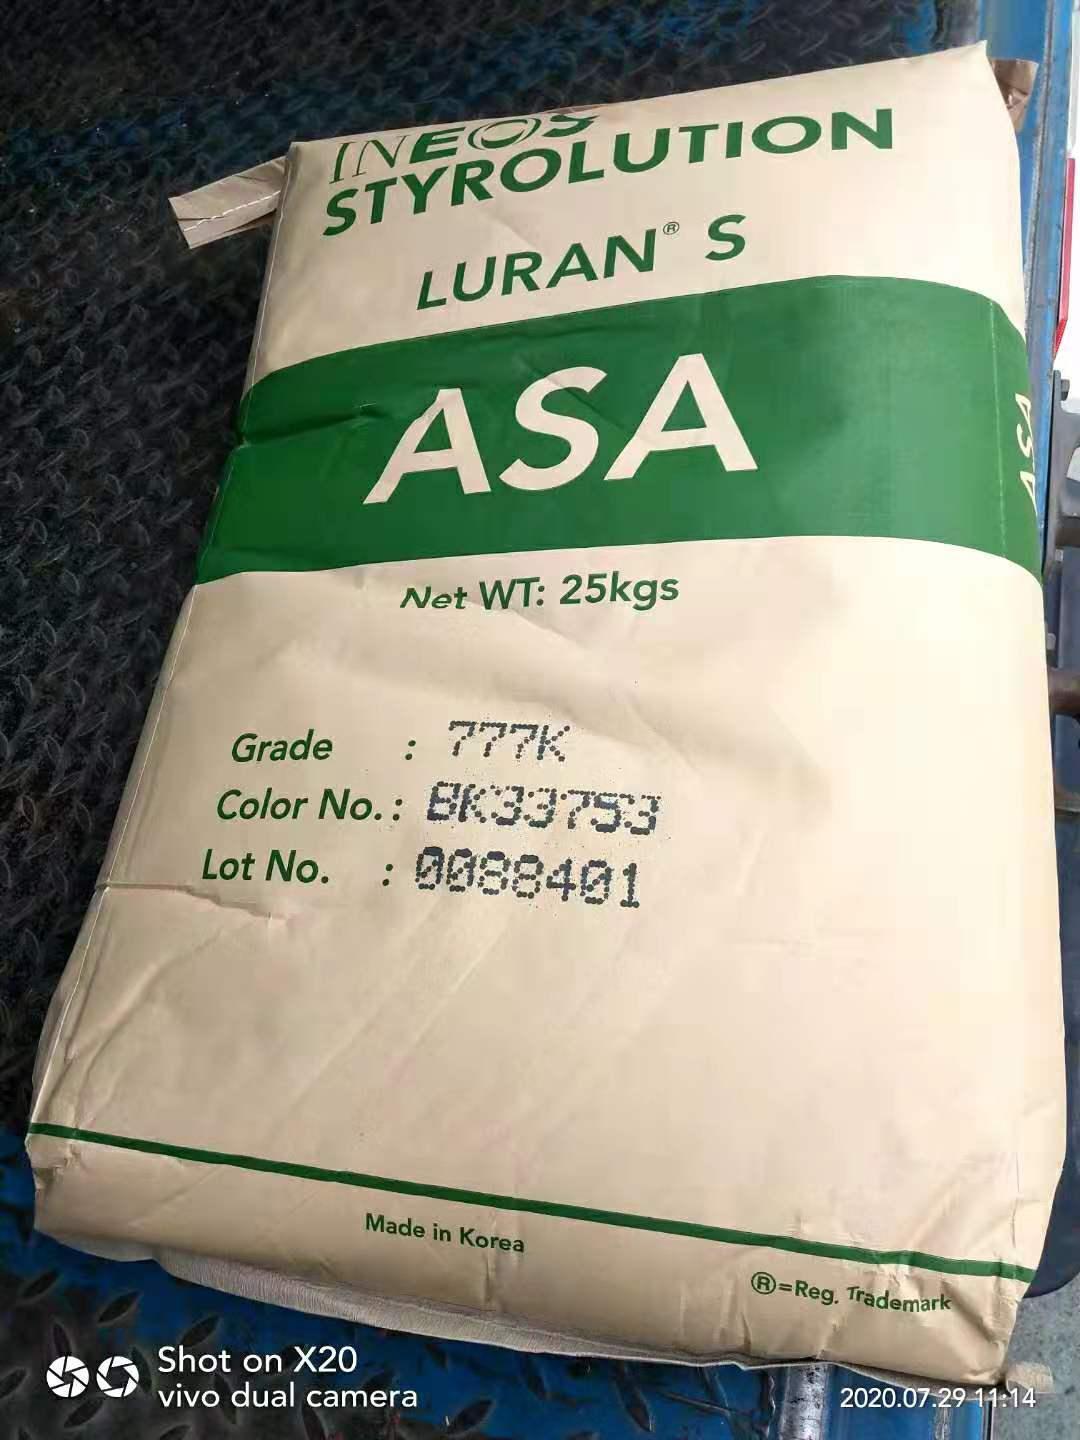 INEOS
STYROLUTION
LURAN® S
ASA
ASA
Net WT: 25kgs
Grade : 777K
Color No.: BK33753
Lot No. : 0088401
Made in Korea
®=Reg. Trademark
Shot on X20
vivo dual camera
2020.07.29 11:14